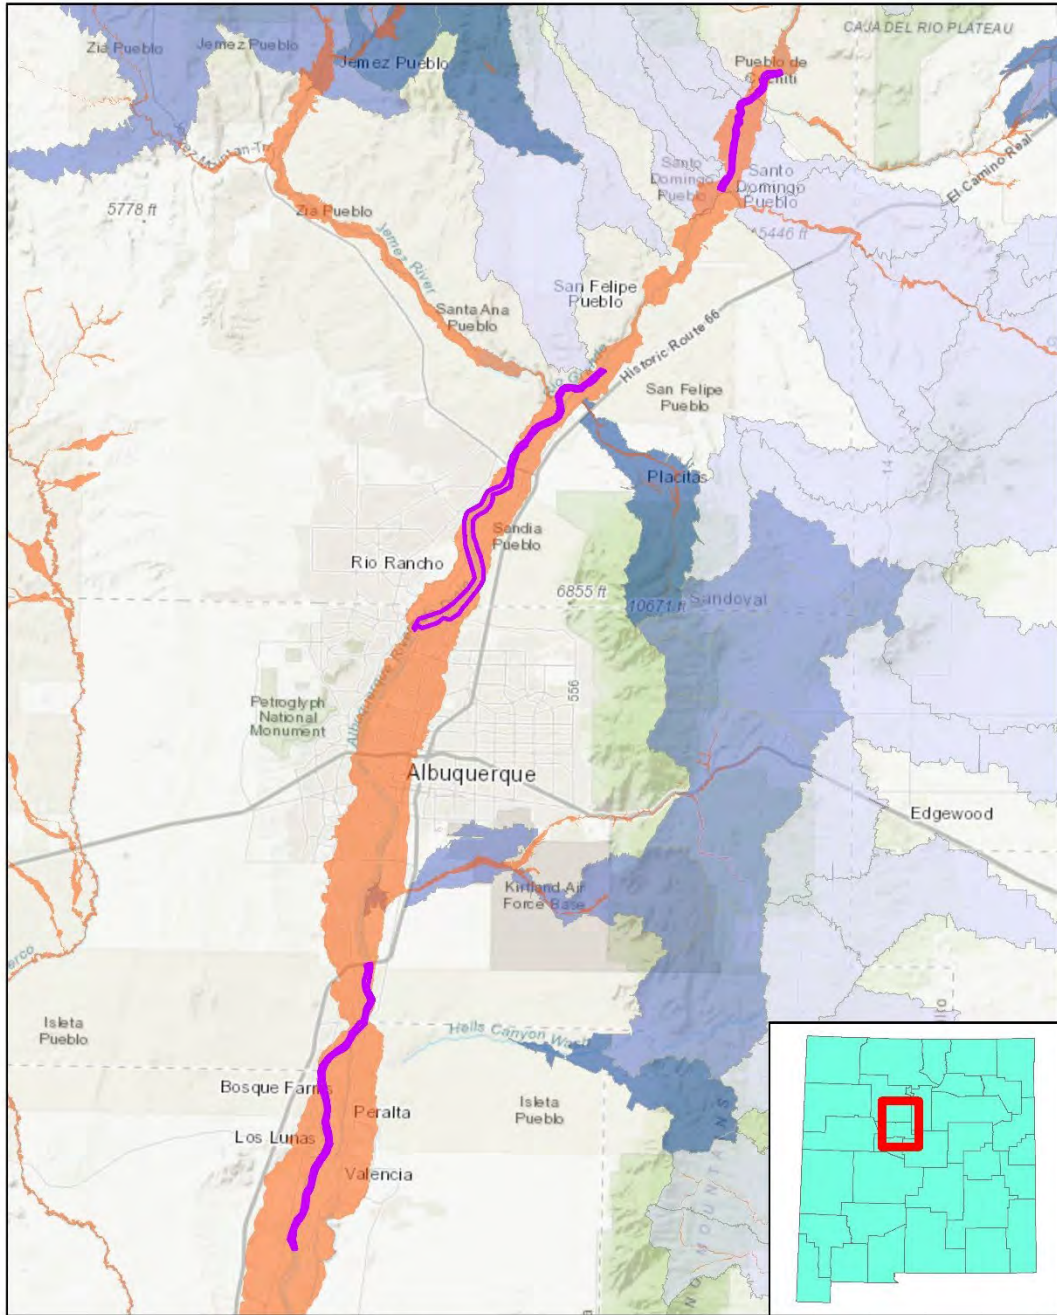 CAJA DEL RIO PLATEAU
Zia Pueblo
Jemez Pueblo
Jemez Pueblo
Pueblo de
Cochiti
El Camino Real
Santo
Domingo
Pueblo
Santo
Domingo
Pueblo
5778 ft
Zia Pueblo
Jemez
River
5446 ft
San Felipe
Pueblo
Santa Ana
Pueblo
Rio Grande
Historic Route 66
San Felipe
Pueblo
14
Placitas
Sandia
Pueblo
Rio Rancho
6855 ft
10671 ft
Sandoval
556
Petroglyph
National
Monument
Albuquerque
Edgewood
Kirtland Air
Force Base
Isleta
Pueblo
Hells Canyon Wash
Bosque Farms
Isleta
Pueblo
Peralta
Los Lunas
Valencia